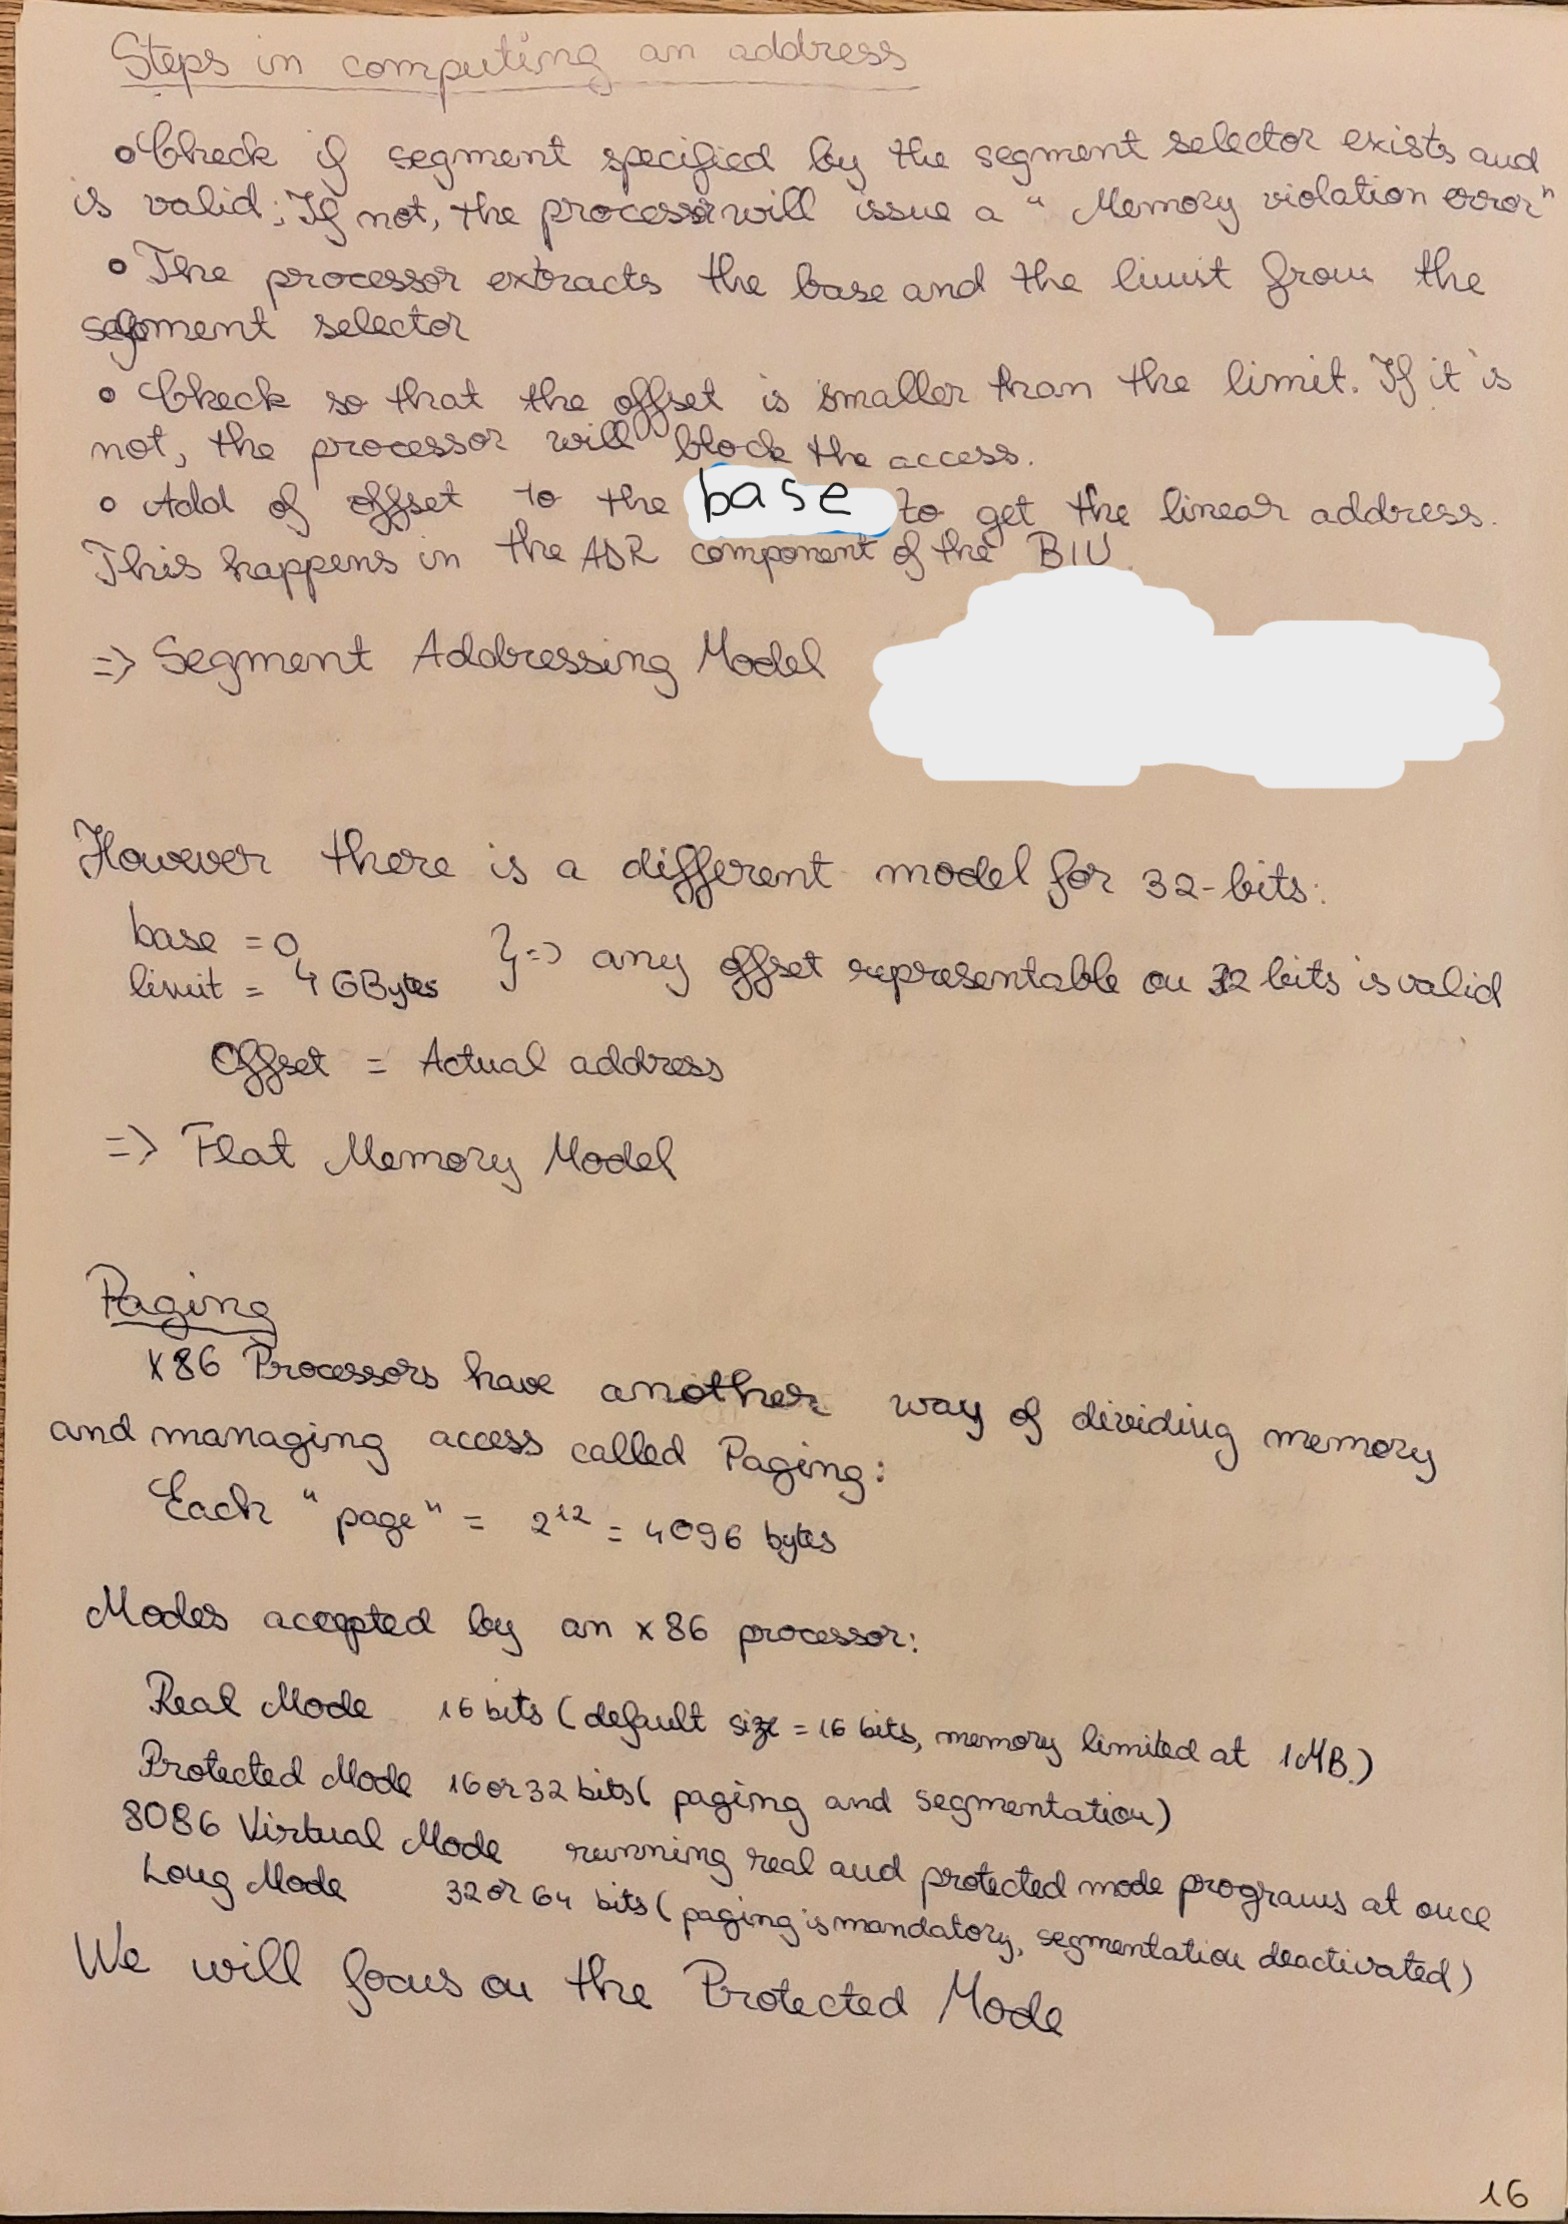 Steps in computing an address
• Check if segment specified by the segment selector exists and
is valid; If not, the processor will issue a "Memory violation error"
• The processor extracts the base and the limit from the
segment selector
• Check so that the offset is smaller than the limit. If it is
not, the processor will block the access.
• Add of offset to the base to get the linear address.
This happens in the ADR component of the BIU.
=> Segment Addressing Model
However there is a different model for 32-bits:
base = 0
limit = 4 GBytes } => any offset representable on 32 bits is valid
Offset = Actual address
=> Flat Memory Model
Paging
x86 Processors have another way of dividing memory
and managing access called Paging:
Each "page" = 2¹² = 4096 bytes
Modes accepted by an x86 processor:
Real Mode 16 bits (default size = 16 bits, memory limited at 1MB.)
Protected Mode 16 or 32 bits (paging and segmentation)
8086 Virtual Mode running real and protected mode programs at once
Long Mode 32 or 64 bits (paging is mandatory, segmentation deactivated)
We will focus on the Protected Mode
16